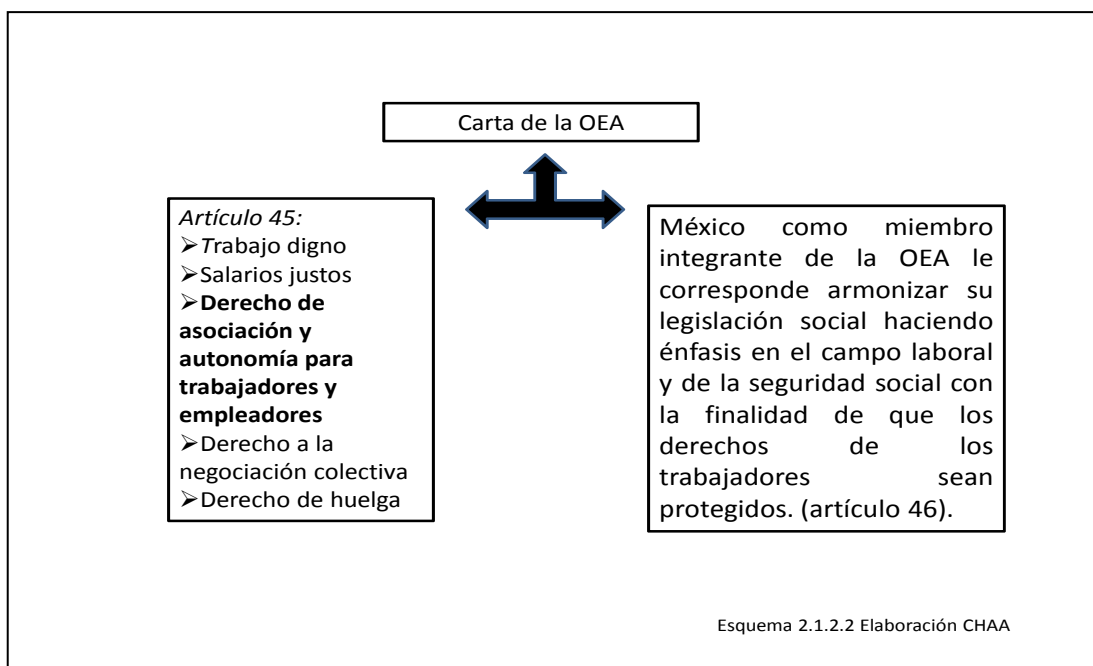 Carta de la OEA
Artículo 45:
➢Trabajo digno
➢Salarios justos
➢Derecho de
asociación y
autonomía para
trabajadores y
empleadores
➢Derecho a la
negociación colectiva
➢Derecho de huelga
México como miembro
integrante de la OEA le
corresponde armonizar su
legislación social haciendo
énfasis en el campo laboral
y de la seguridad social con
la finalidad de que los
derechos de los
trabajadores sean
protegidos. (artículo 46).
Esquema 2.1.2.2 Elaboración CHAA